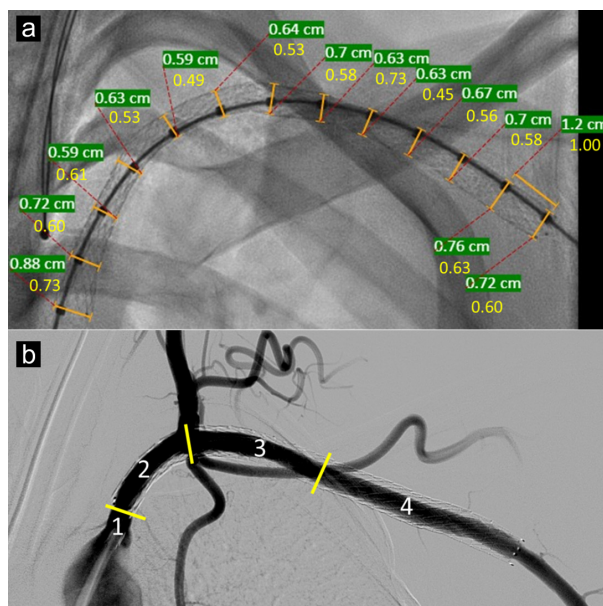 a
0.64 cm
0.53
0.59 cm
0.49
0.7 cm
0.58
0.63 cm
0.73
0.63 cm
0.45
0.63 cm
0.53
0.67 cm
0.56
0.59 cm
0.61
0.7 cm
0.58
1.2 cm
1.00
0.72 cm
0.60
0.76 cm
0.63
0.88 cm
0.73
0.72 cm
0.60
b
1
2
3
4